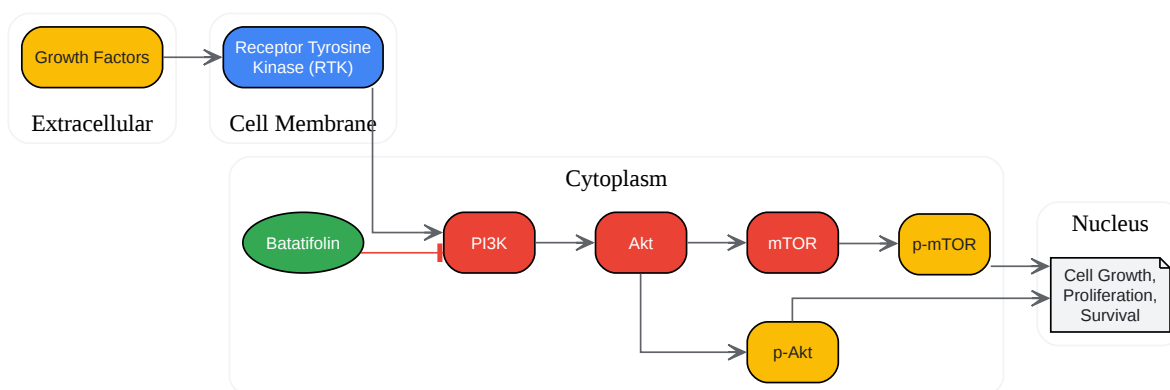 Growth Factors
Extracellular
Receptor Tyrosine
Kinase (RTK)
Cell Membrane
Cytoplasm
Batatifolin
PI3K
Akt
mTOR
p-mTOR
p-Akt
Nucleus
Cell Growth,
Proliferation,
Survival